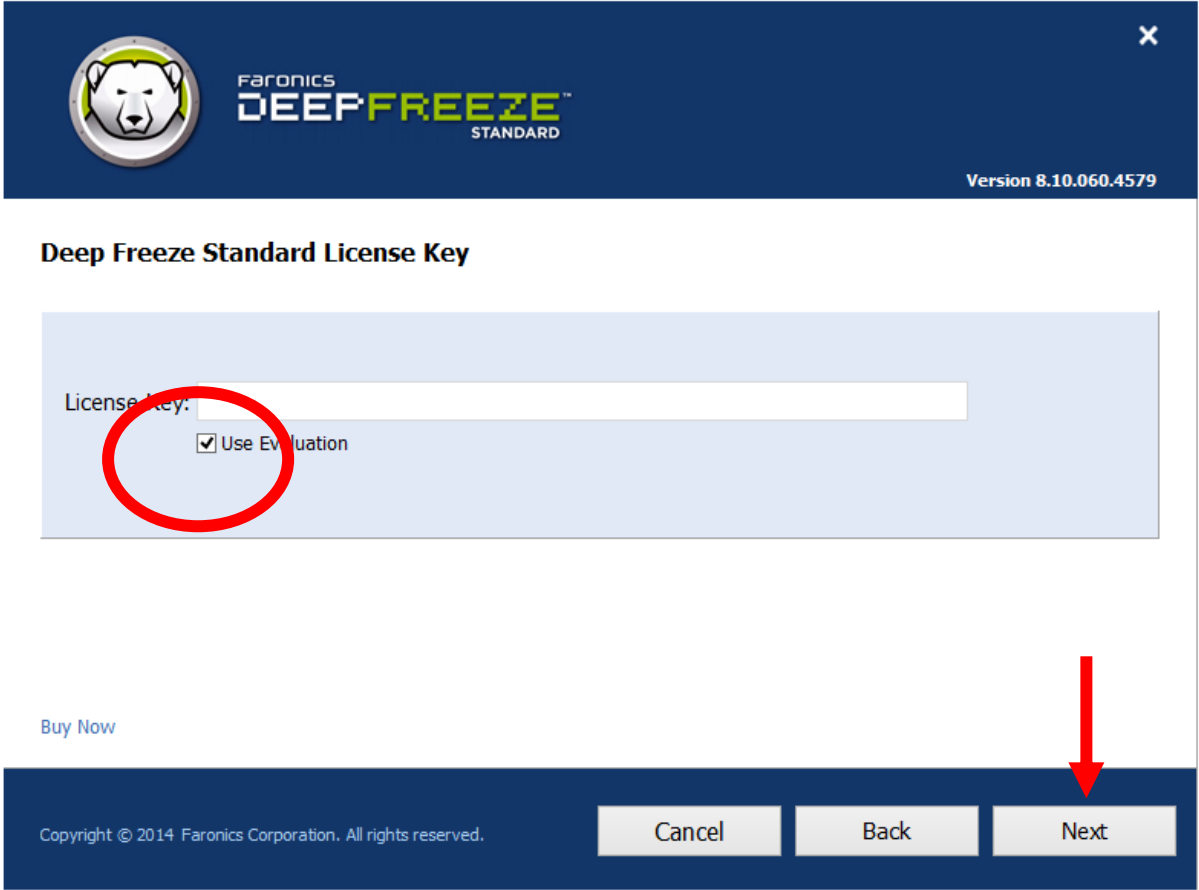 Faronics
DEEPFREEZE™
STANDARD
Version 8.10.060.4579
Deep Freeze Standard License Key
License Key:
Use Evaluation
Buy Now
Copyright © 2014 Faronics Corporation. All rights reserved.
Cancel
Back
Next